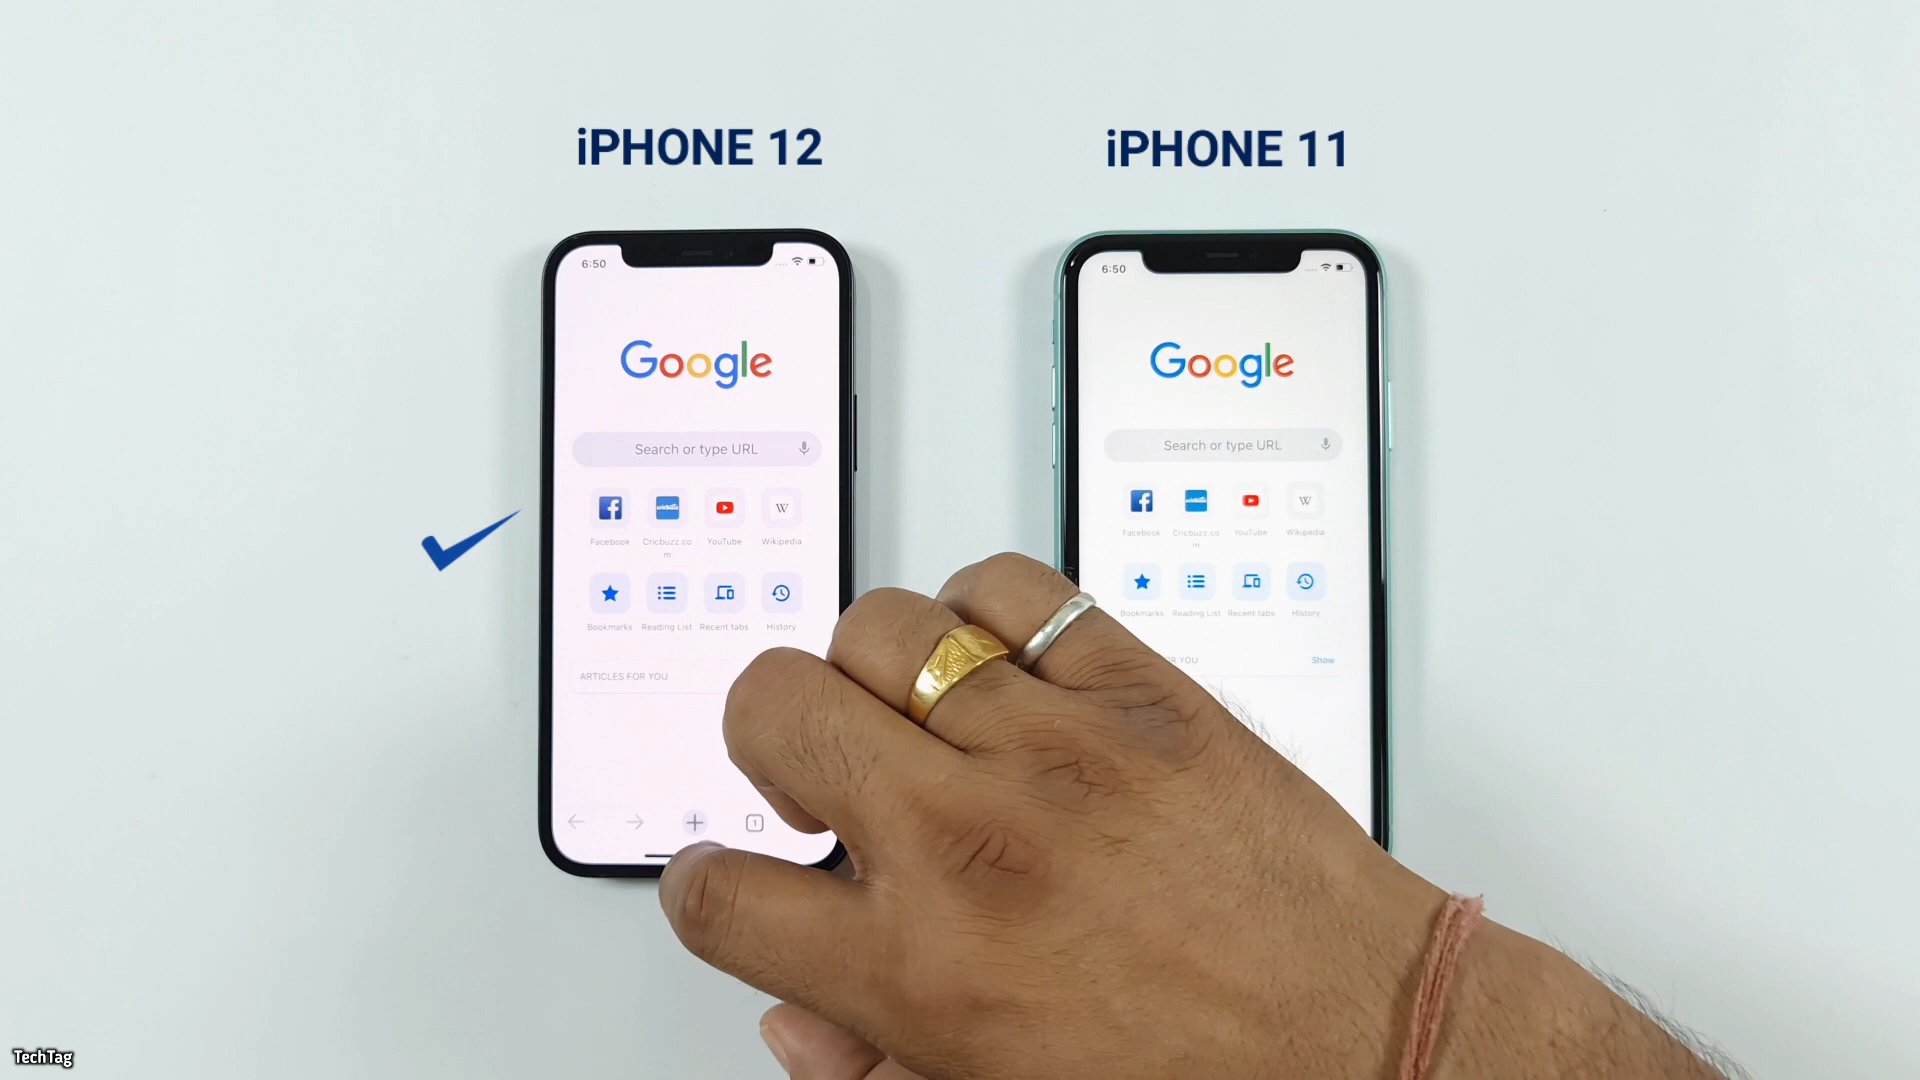 iPHONE 12
iPHONE 11
6:50
Google
Search or type URL
Facebook
Cricbuzz.co
m
YouTube
W
Wikipedia
Bookmarks
Reading List
Recent tabs
History
ARTICLES FOR YOU
1
6:50
Google
Search or type URL
Facebook
Cricbuzz.co
m
YouTube
W
Wikipedia
Bookmarks
Reading List
Recent tabs
History
YOU
Show
TechTag